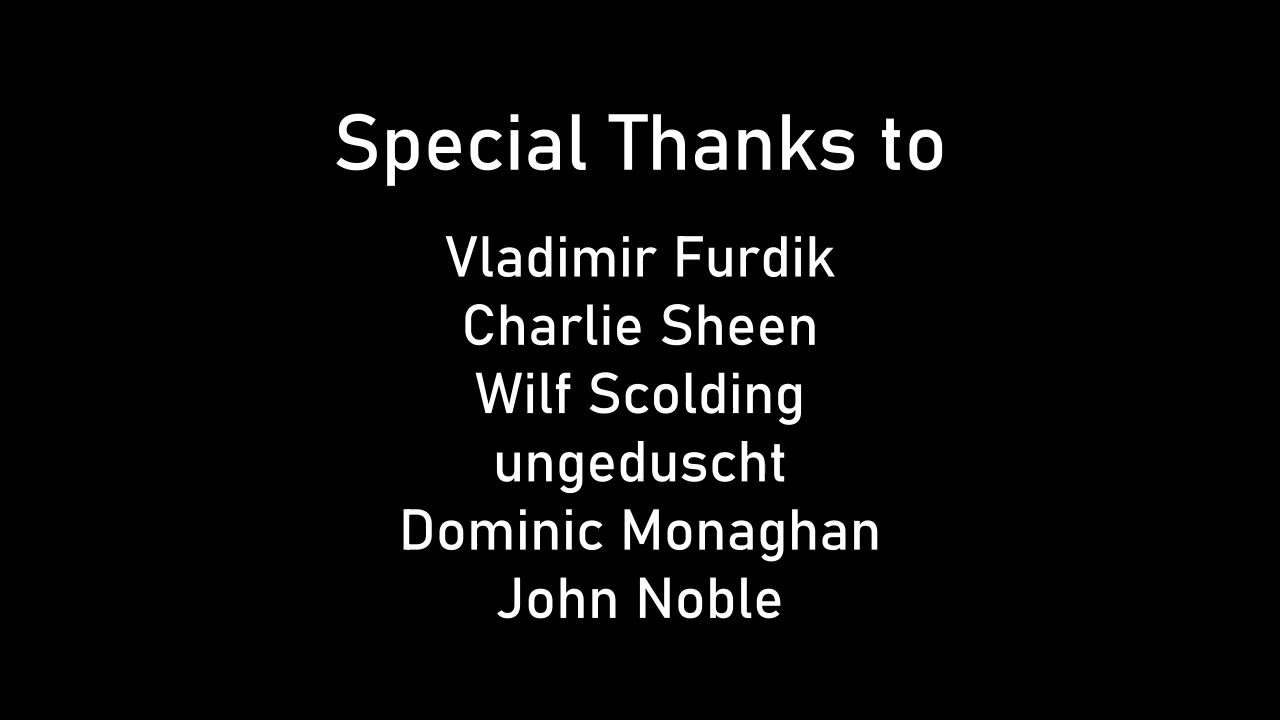 Special Thanks to
Vladimir Furdik
Charlie Sheen
Wilf Scolding
ungeduscht
Dominic Monaghan
John Noble